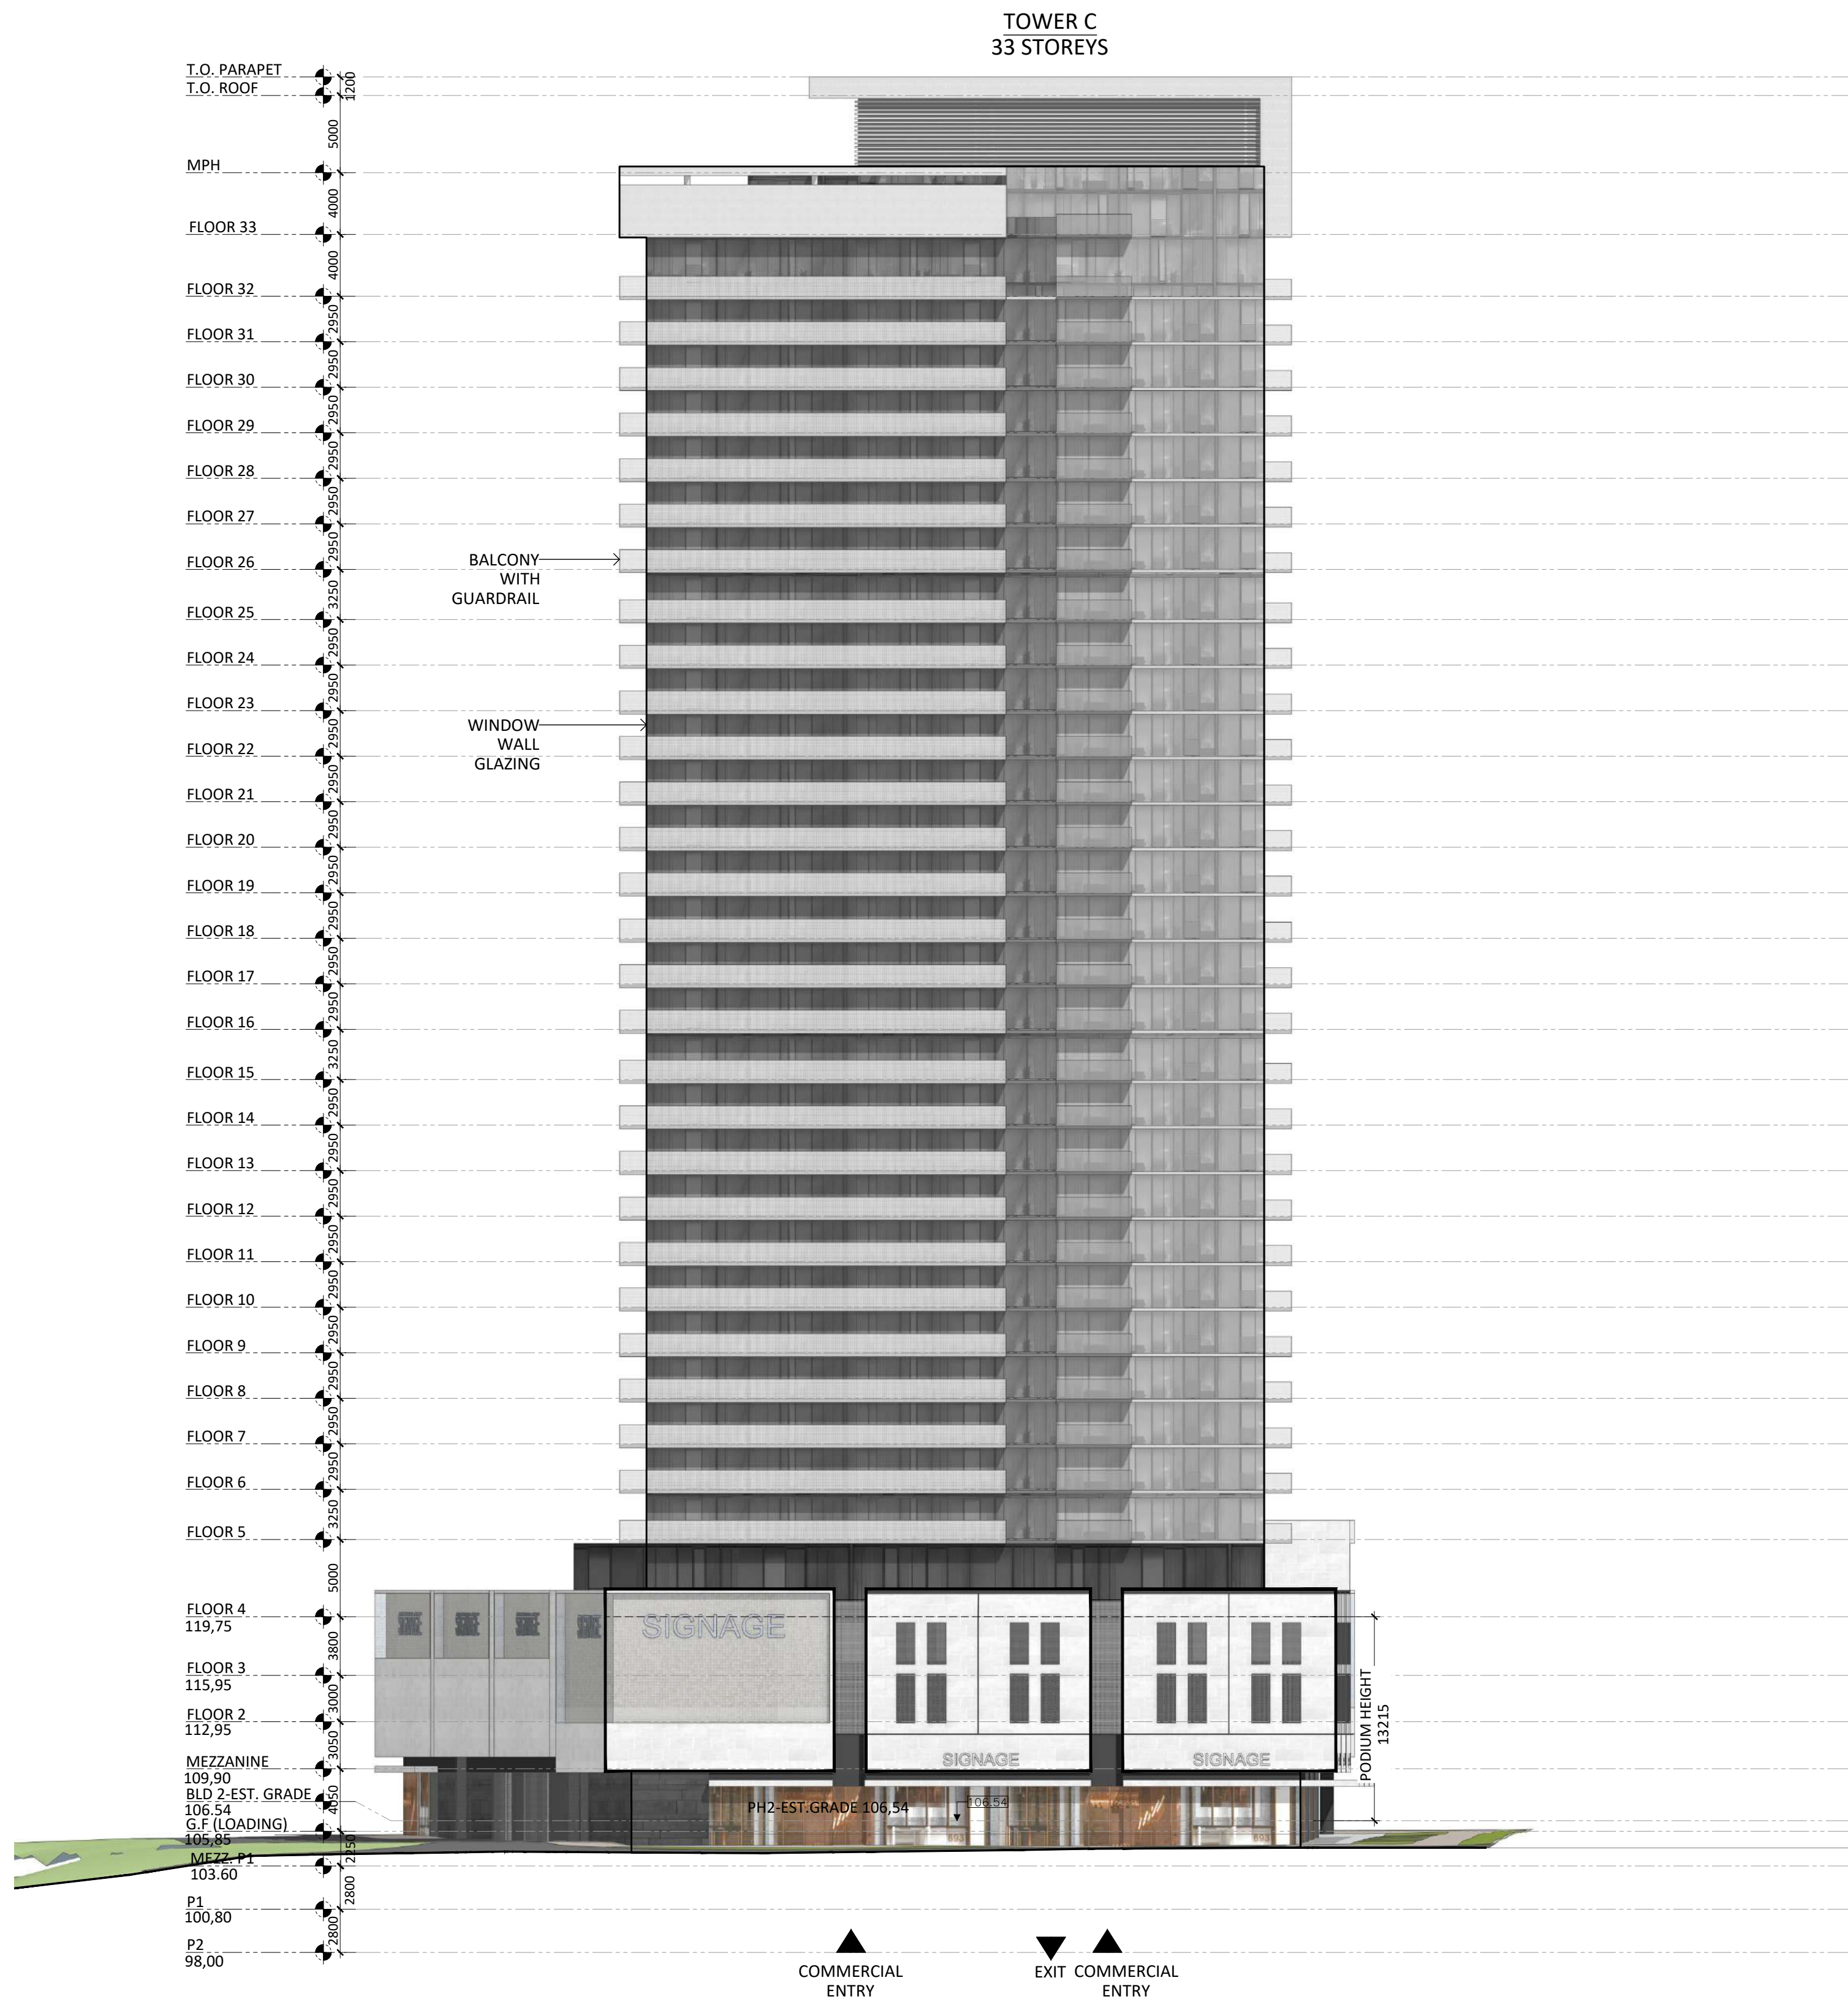 TOWER C
33 STOREYS
T.O. PARAPET
1200
T.O. ROOF
5000
MPH
4000
FLOOR 33
4000
FLOOR 32
2950
FLOOR 31
2950
FLOOR 30
2950
FLOOR 29
2950
FLOOR 28
2950
FLOOR 27
2950
FLOOR 26
BALCONY
WITH
GUARDRAIL
3250
FLOOR 25
2950
FLOOR 24
2950
FLOOR 23
WINDOW
WALL
GLAZING
2950
FLOOR 22
2950
FLOOR 21
2950
FLOOR 20
2950
FLOOR 19
2950
FLOOR 18
2950
FLOOR 17
2950
FLOOR 16
3250
FLOOR 15
2950
FLOOR 14
2950
FLOOR 13
2950
FLOOR 12
2950
FLOOR 11
2950
FLOOR 10
2950
FLOOR 9
2950
FLOOR 8
2950
FLOOR 7
2950
FLOOR 6
3250
FLOOR 5
5000
FLOOR 4
119,75
SIGNAGE
3800
FLOOR 3
115,95
3000
FLOOR 2
112,95
PODIUM HEIGHT
13215
3050
SIGNAGE
SIGNAGE
MEZZANINE
109,90
BLD 2-EST. GRADE
106.54
4050
PH2-EST.GRADE 106,54
106.54
G.F (LOADING)
105,85
693
693
2250
MEZZ. P1
103.60
2800
P1
100,80
2800
P2
98,00
COMMERCIAL
ENTRY
EXIT
COMMERCIAL
ENTRY